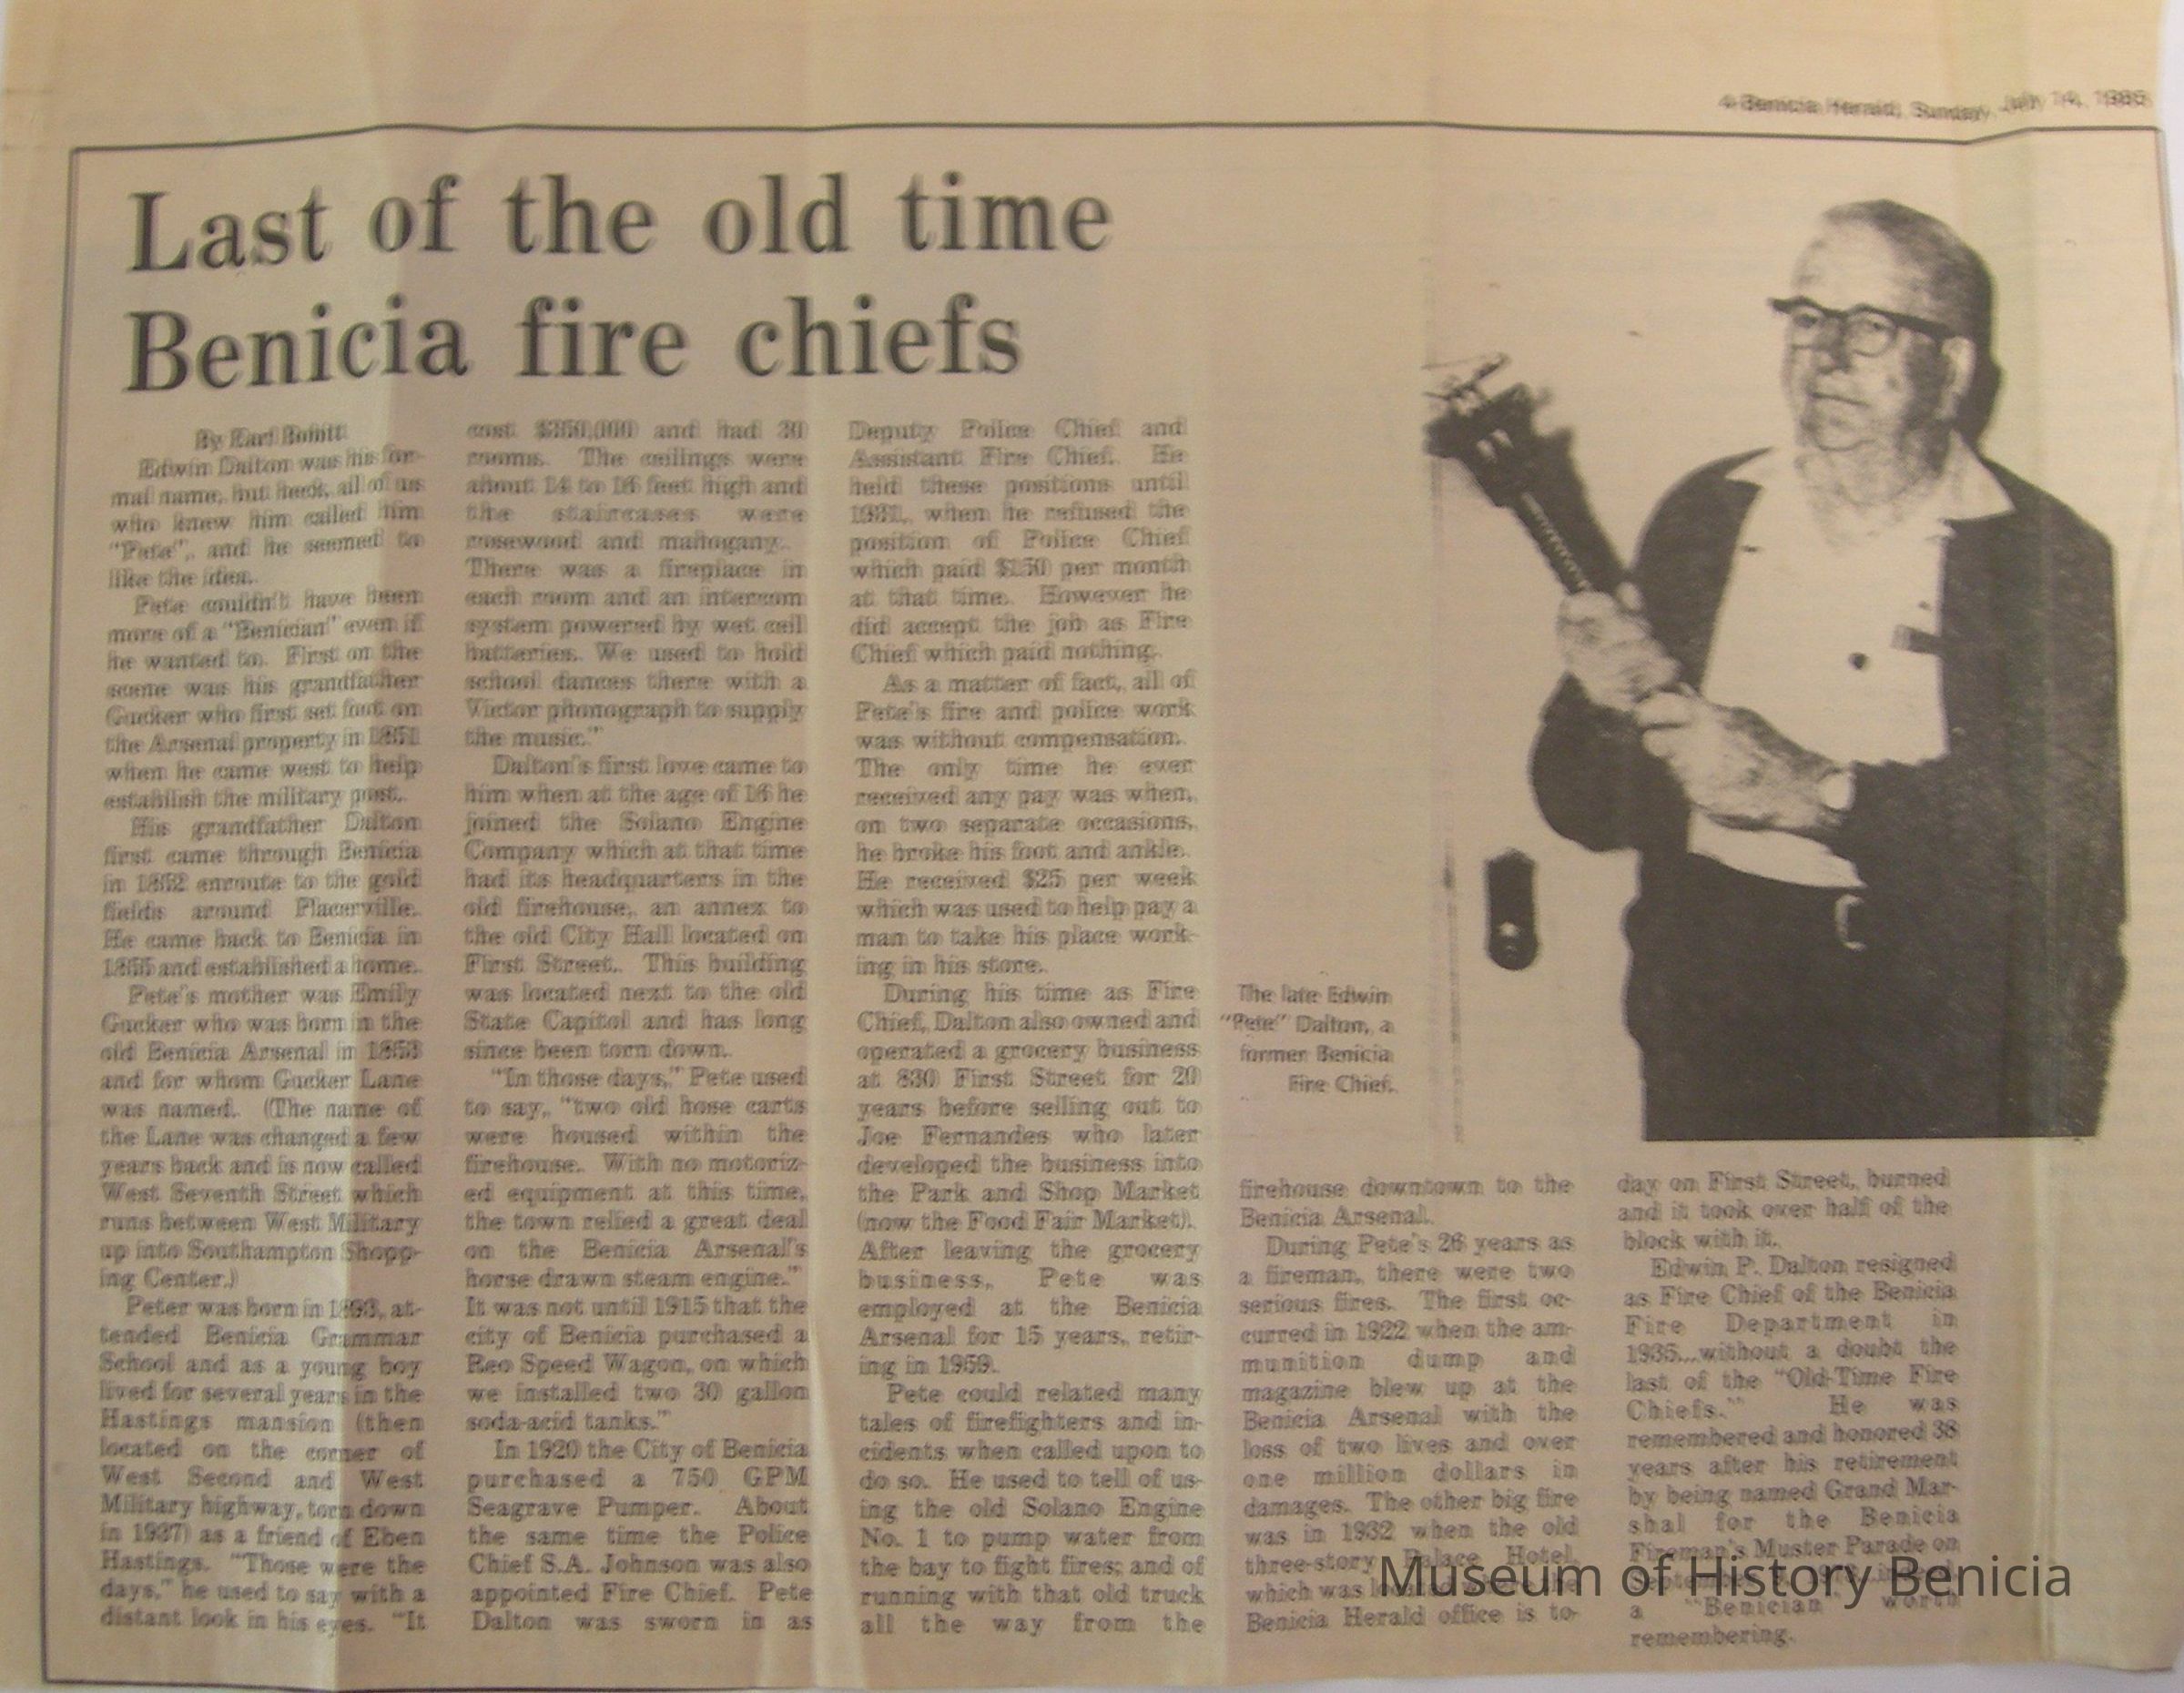 4-Benicia Herald, Sunday, July 14, 1985
Last of the old time
Benicia fire chiefs
By Earl
Edwin Dalton was his for-
mal name, but heck, all of us
who knew him called him
"Pete", and he seemed to
like the idea.
Pete couldn't have been
more of a "Benician" even if
he wanted to. First on the
scene was his grandfather
Gucker who first set foot on
the Arsenal property in 1851
when he came west to help
establish the military post.
His grandfather Dalton
first came through Benicia
in 1852 enroute to the gold
fields around Placerville.
He came back to Benicia in
1855 and established a home.
Pete's mother was Emily
Gucker who was born in the
old Benicia Arsenal in 1853
and for whom Gucker Lane
was named. (The name of
the Lane was changed a few
years back and is now called
West Seventh Street which
runs between West Military
up into Southampton Shopp-
ing Center.)
Peter was born in 1893, at-
tended Benicia Grammar
School and as a young boy
lived for several years in the
Hastings mansion (then
located on the corner of
West Second and West
Military highway, torn down
in 1937) as a friend of Eben
Hastings. "Those were the
days," he used to say with a
distant look in his eyes. "It
cost $350,000 and had 30
rooms. The ceilings were
about 14 to 16 feet high and
the staircases were
rosewood and mahogany.
There was a fireplace in
each room and an intercom
system powered by wet cell
batteries. We used to hold
school dances there with a
Victor phonograph to supply
the music."
Dalton's first love came to
him when at the age of 16 he
joined the Solano Engine
Company which at that time
had its headquarters in the
old firehouse, an annex to
the old City Hall located on
First Street. This building
was located next to the old
State Capitol and has long
since been torn down.
"In those days," Pete used
to say, "two old hose carts
were housed within the
firehouse. With no motoriz-
ed equipment at this time,
the town relied a great deal
on the Benicia Arsenal's
horse drawn steam engine."
It was not until 1915 that the
city of Benicia purchased a
Reo Speed Wagon, on which
we installed two 30 gallon
soda-acid tanks."
In 1920 the City of Benicia
purchased a 750 GPM
Seagrave Pumper. About
the same time the Police
Chief S.A. Johnson was also
appointed Fire Chief. Pete
Dalton was sworn in as
Deputy Police Chief and
Assistant Fire Chief. He
held these positions until
1931, when he refused the
position of Police Chief
which paid $150 per month
at that time. However he
did accept the job as Fire
Chief which paid nothing.
As a matter of fact, all of
Pete's fire and police work
was without compensation.
The only time he ever
received any pay was when,
on two separate occasions,
he broke his foot and ankle.
He received $25 per week
which was used to help pay a
man to take his place work-
ing in his store.
During his time as Fire
Chief, Dalton also owned and
operated a grocery business
at 830 First Street for 20
years before selling out to
Joe Fernandes who later
developed the business into
the Park and Shop Market
(now the Food Fair Market).
After leaving the grocery
business, Pete was
employed at the Benicia
Arsenal for 15 years, retir-
ing in 1959.
Pete could related many
tales of firefighters and in-
cidents when called upon to
do so. He used to tell of us-
ing the old Solano Engine
No. 1 to pump water from
the bay to fight fires; and of
running with that old truck
all the way from the
The late Edwin
"Pete" Dalton, a
former Benicia
Fire Chief.
firehouse downtown to the
Benicia Arsenal.
During Pete's 26 years as
a fireman, there were two
serious fires. The first oc-
curred in 1922 when the am-
munition dump and
magazine blew up at the
Benicia Arsenal with the
loss of two lives and over
one million dollars in
damages. The other big fire
was in 1932 when the old
three-story Palace Hotel,
which was located where the
Benicia Herald office is to-
day on First Street, burned
and it took over half of the
block with it.
Edwin P. Dalton resigned
as Fire Chief of the Benicia
Fire Department in
1935...without a doubt the
last of the "Old-Time Fire
Chiefs." He was
remembered and honored 38
years after his retirement
by being named Grand Mar-
shal for the Benicia
Fireman's Muster Parade on
a "Benician" worth
remembering.
Museum of History Benicia